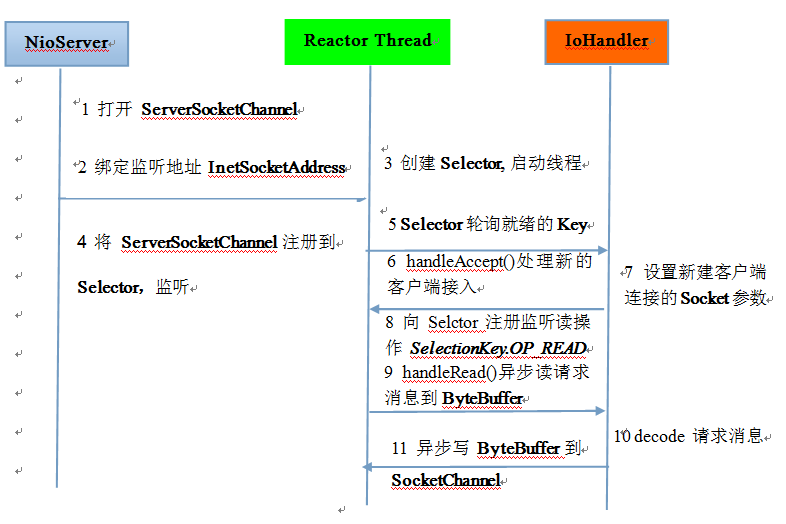 NioServer
Reactor Thread
IoHandler
1 打开 ServerSocketChannel
2 绑定监听地址 InetSocketAddress
3 创建 Selector, 启动线程
4 将 ServerSocketChannel 注册到
Selector，监听
5 Selector 轮询就绪的 Key
6 handleAccept()处理新的
客户端接入
7 设置新建客户端
连接的 Socket 参数
8 向 Selctor 注册监听读操
作 SelectionKey.OP_READ
9 handleRead()异步读请求
消息到 ByteBuffer
10 decode 请求消息
11 异步写 ByteBuffer 到
SocketChannel